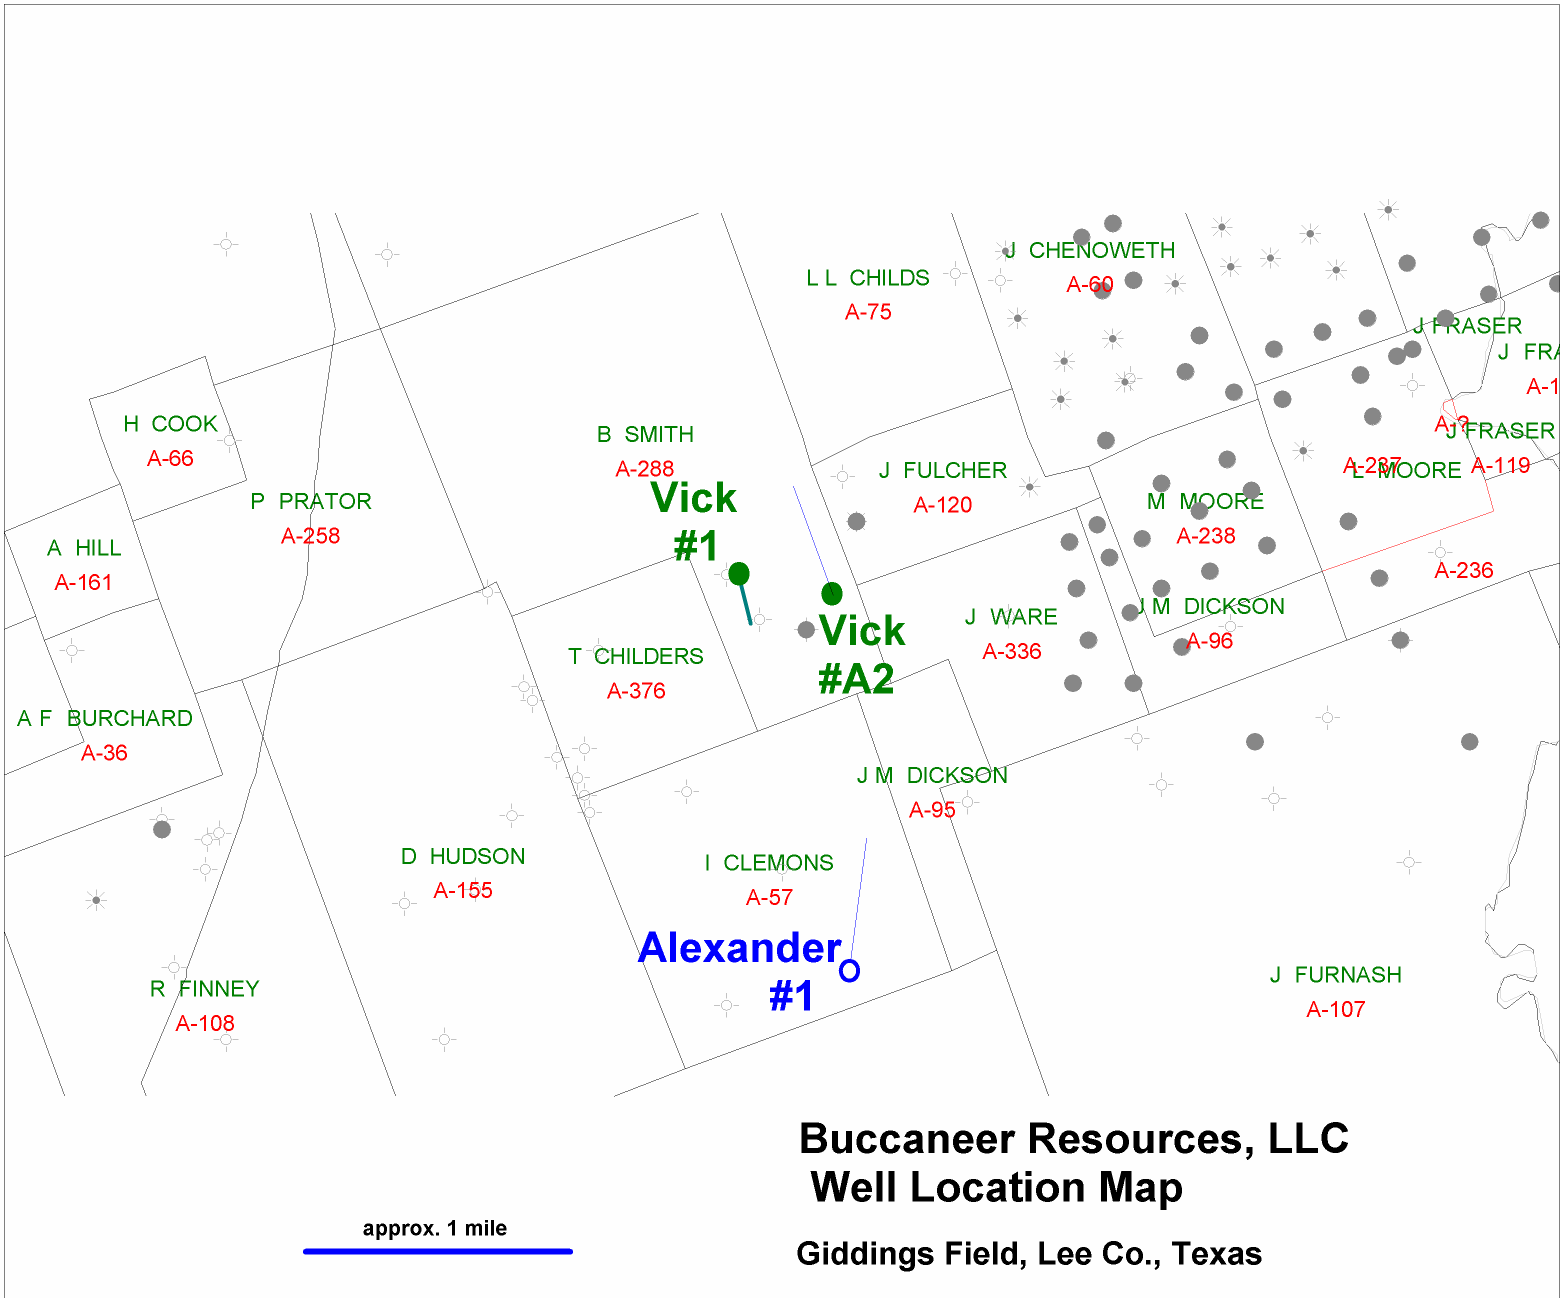 J CHENOWETH
A-60
L L CHILDS
A-75
J FRASER
J FRA
A-1
H COOK
A-66
B SMITH
A-288
A-?
J FRASER
A-119
A-237
L MOORE
J FULCHER
A-120
P PRATOR
A-258
Vick
#1
M MOORE
A-238
A HILL
A-161
A-236
J M DICKSON
A-96
J WARE
A-336
Vick
#A2
T CHILDERS
A-376
A F BURCHARD
A-36
J M DICKSON
A-95
D HUDSON
A-155
I CLEMONS
A-57
Alexander
#1
R FINNEY
A-108
J FURNASH
A-107
Buccaneer Resources, LLC
Well Location Map
approx. 1 mile
Giddings Field, Lee Co., Texas